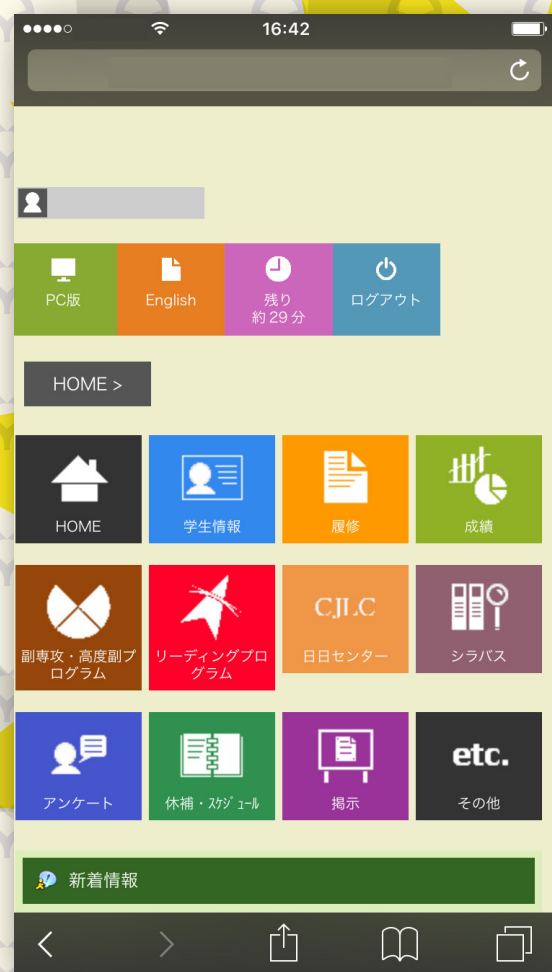 16:42
PC版
English
残り
約 29 分
ログアウト
HOME >
HOME
学生情報
履修
成績
副専攻・高度副プ
ログラム
リーディングプロ
グラム
CJLC
日日センター
シラバス
アンケート
休補・ｽｹｼﾞｭｰﾙ
掲示
etc.
その他
新着情報